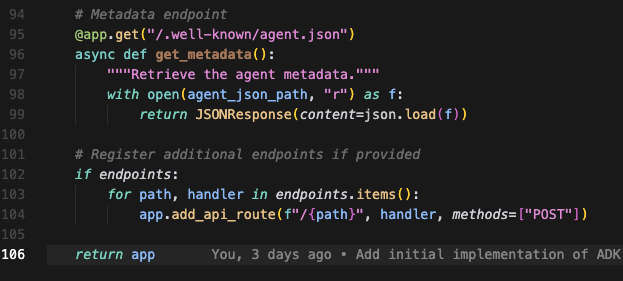 94 # Metadata endpoint
95 @app.get("/.well-known/agent.json")
96 async def get_metadata():
97 """Retrieve the agent metadata."""
98 with open(agent_json_path, "r") as f:
99 return JSONResponse(content=json.load(f))
100
101 # Register additional endpoints if provided
102 if endpoints:
103 for path, handler in endpoints.items():
104 app.add_api_route(f"/{path}", handler, methods=["POST"])
105
106 return app You, 3 days ago • Add initial implementation of ADK